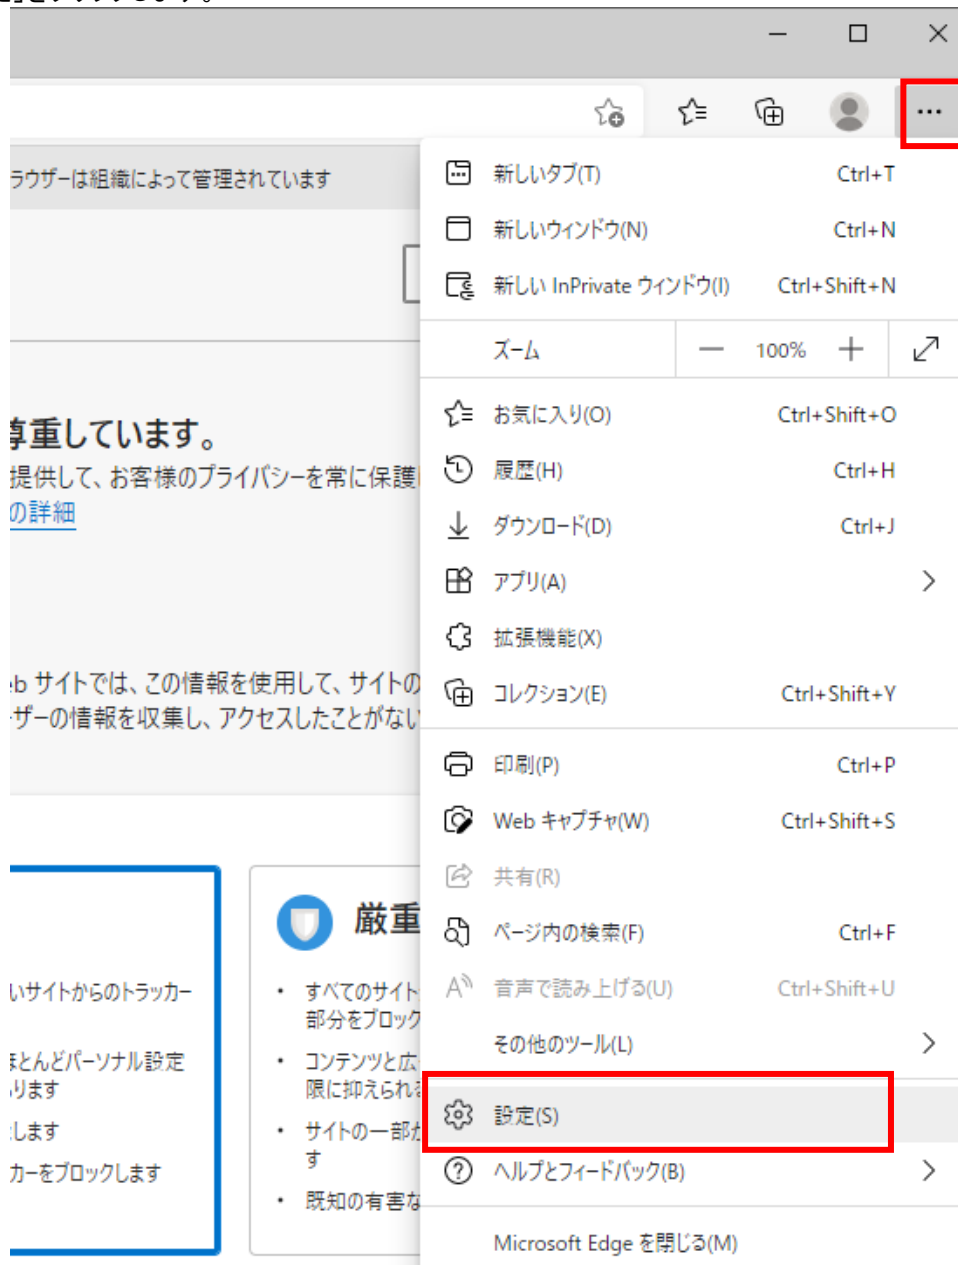 ]をクリックします。
ラウザーは組織によって管理されています
尊重しています。
提供して、お客様のプライバシーを常に保護
の詳細
eb サイトでは、この情報を使用して、サイトの
ーザーの情報を収集し、アクセスしたことがない
いサイトからのトラッカー
ほとんどパーソナル設定
ります
します
カーをブロックします
厳重
• すべてのサイト
部分をブロック
• コンテンツと広
限に抑えられ
• サイトの一部が
す
• 既知の有害な
新しいタブ(T) Ctrl+T
新しいウィンドウ(N) Ctrl+N
新しい InPrivate ウィンドウ(I) Ctrl+Shift+N
ズーム — 100% +
お気に入り(O) Ctrl+Shift+O
履歴(H) Ctrl+H
ダウンロード(D) Ctrl+J
アプリ(A)
拡張機能(X)
コレクション(E) Ctrl+Shift+Y
印刷(P) Ctrl+P
Web キャプチャ(W) Ctrl+Shift+S
共有(R)
ページ内の検索(F) Ctrl+F
音声で読み上げる(U) Ctrl+Shift+U
その他のツール(L)
設定(S)
ヘルプとフィードバック(B)
Microsoft Edge を閉じる(M)